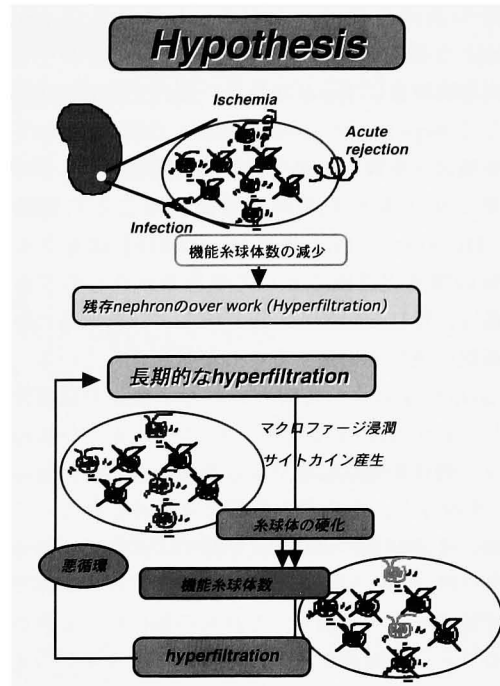 Hypothesis
Ischemia
Acute
rejection
Infection
機能糸球体数の減少
残存nephronのover work (Hyperfiltration)
長期的なhyperfiltration
マクロファージ浸潤
サイトカイン産生
糸球体の硬化
悪循環
機能糸球体数
hyperfiltration